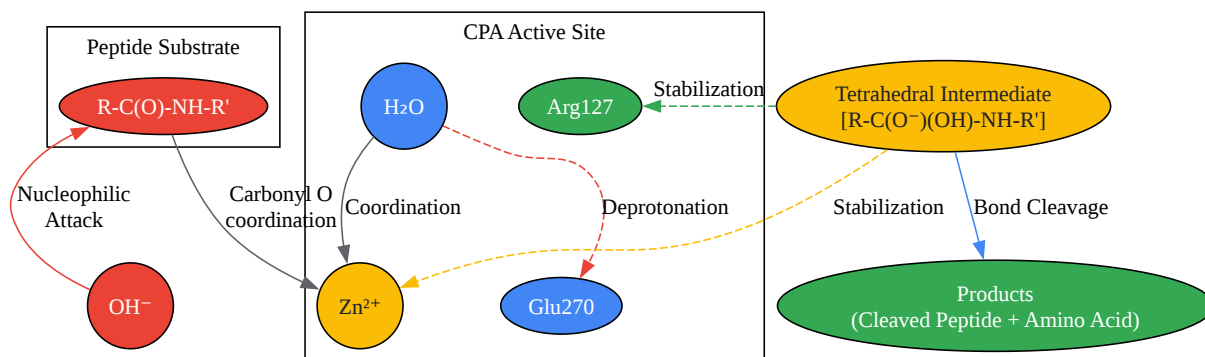 CPA Active Site
Peptide Substrate
R-C(O)-NH-R'
H₂O
Arg127
Stabilization
Tetrahedral Intermediate
[R-C(O⁻)(OH)-NH-R']
Nucleophilic
Attack
Carbonyl O
coordination
Coordination
Deprotonation
Stabilization
Bond Cleavage
OH⁻
Zn²⁺
Glu270
Products
(Cleaved Peptide + Amino Acid)